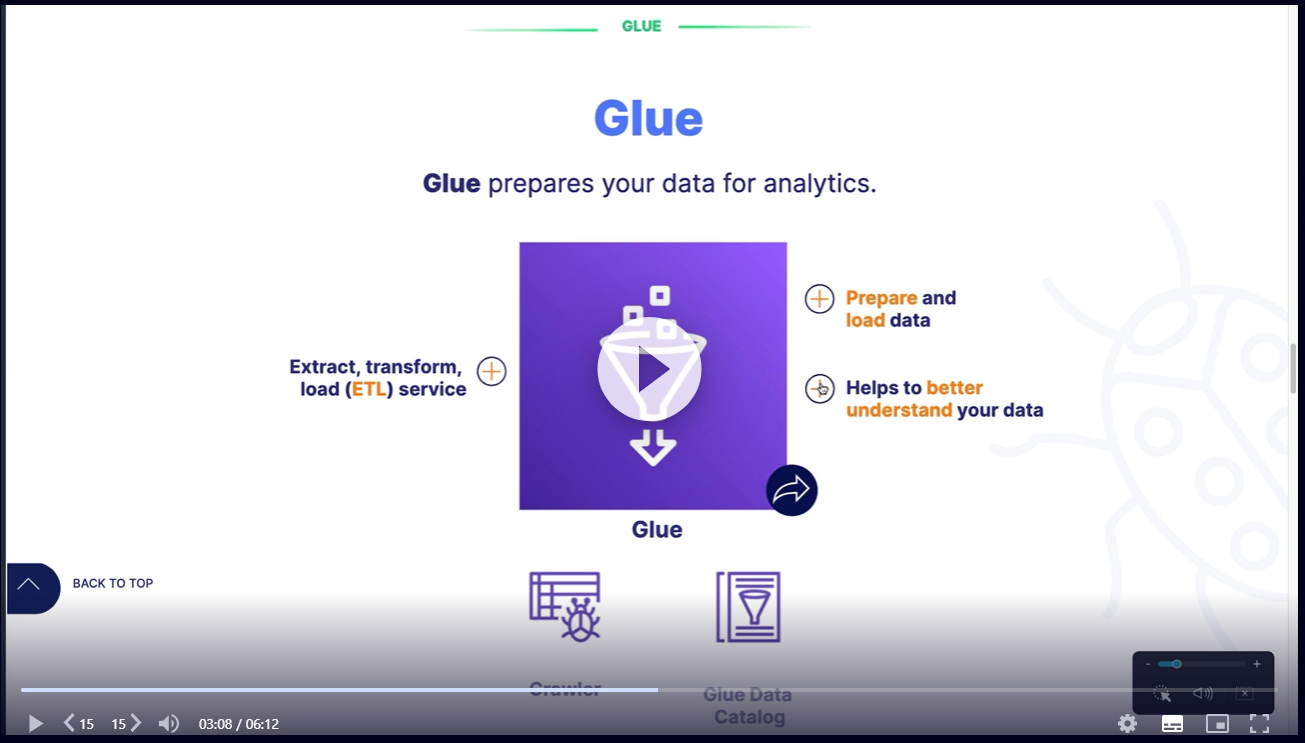 GLUE
Glue
Glue prepares your data for analytics.
Extract, transform,
load (ETL) service
Prepare and
load data
Helps to better
understand your data
Glue
BACK TO TOP
Crawler
Glue Data
Catalog
- +
15 15 03:08 / 06:12